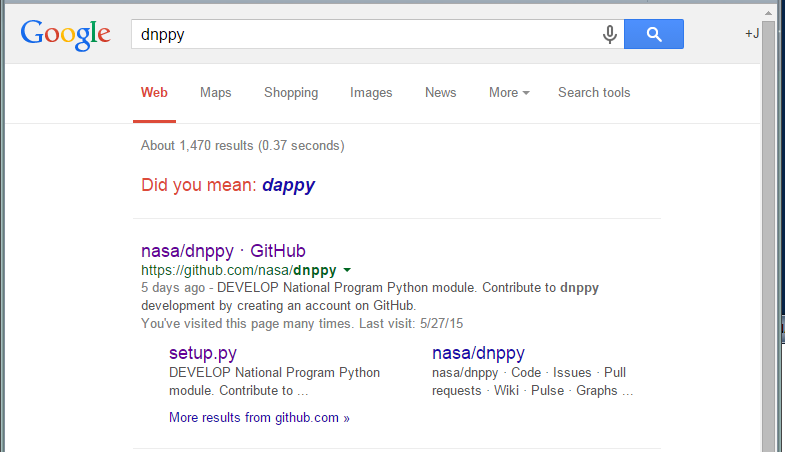 Google
dnppy
+J
Web Maps Shopping Images News More Search tools
About 1,470 results (0.37 seconds)
Did you mean: dappy
nasa/dnppy · GitHub
https://github.com/nasa/dnppy
5 days ago - DEVELOP National Program Python module. Contribute to dnppy
development by creating an account on GitHub.
You've visited this page many times. Last visit: 5/27/15
setup.py
DEVELOP National Program Python
module. Contribute to ...
nasa/dnppy
nasa/dnppy · Code · Issues · Pull
requests · Wiki · Pulse · Graphs ...
More results from github.com »